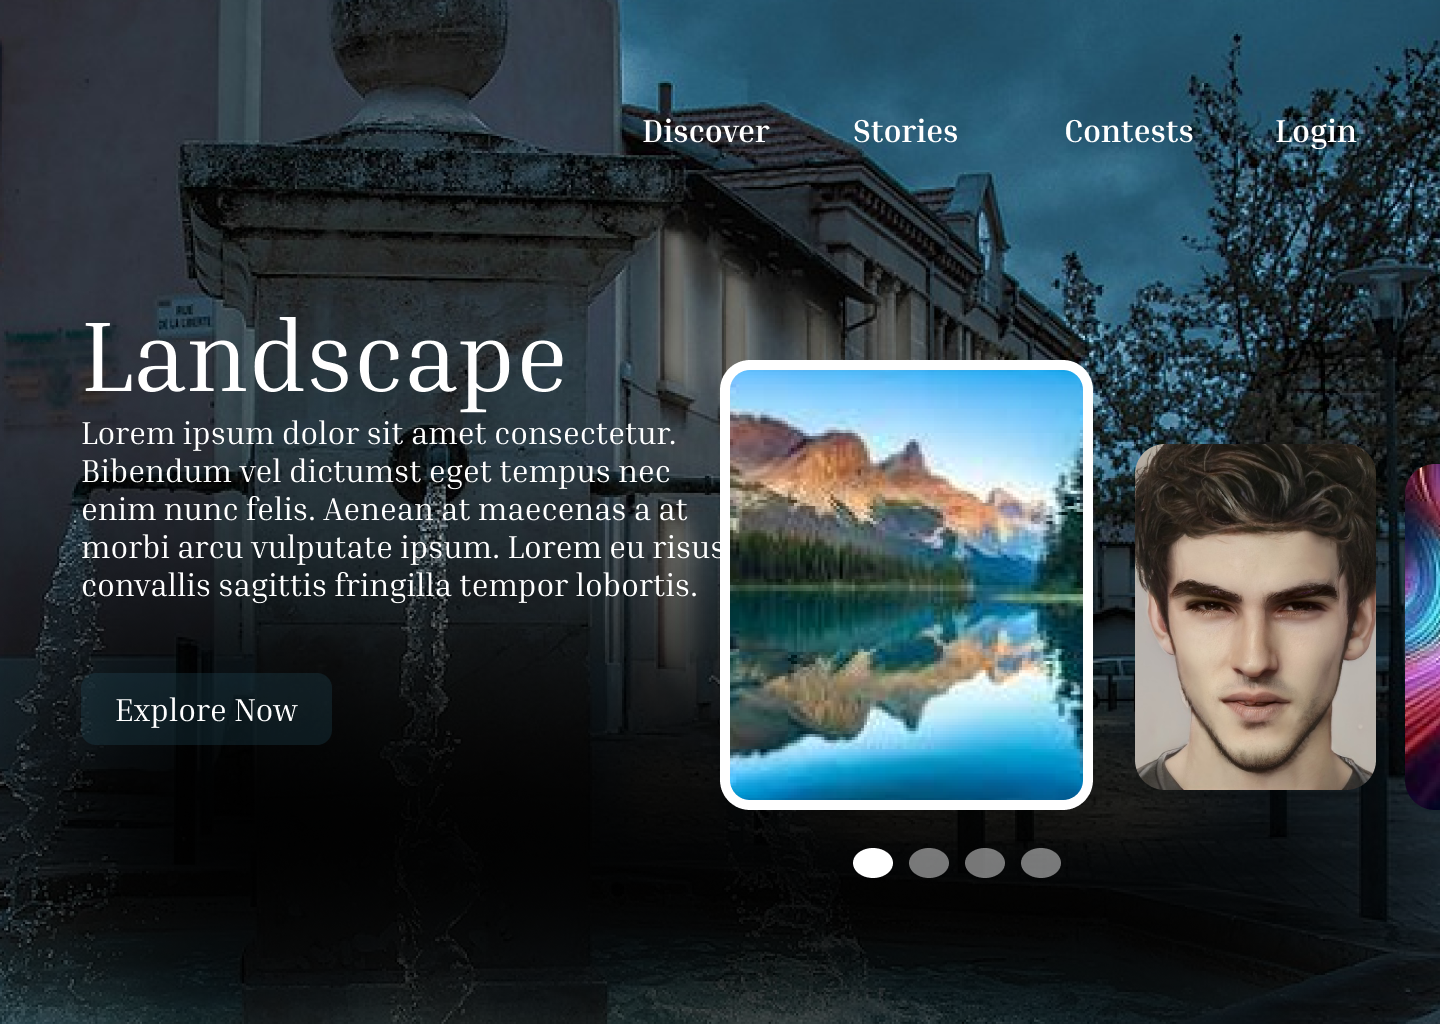 Discover Stories Contests Login
RUE
DE LA LIBERTE
Landscape
Lorem ipsum dolor sit amet consectetur.
Bibendum vel dictumst eget tempus nec
enim nunc felis. Aenean at maecenas a at
morbi arcu vulputate ipsum. Lorem eu risus
convallis sagittis fringilla tempor lobortis.
Explore Now